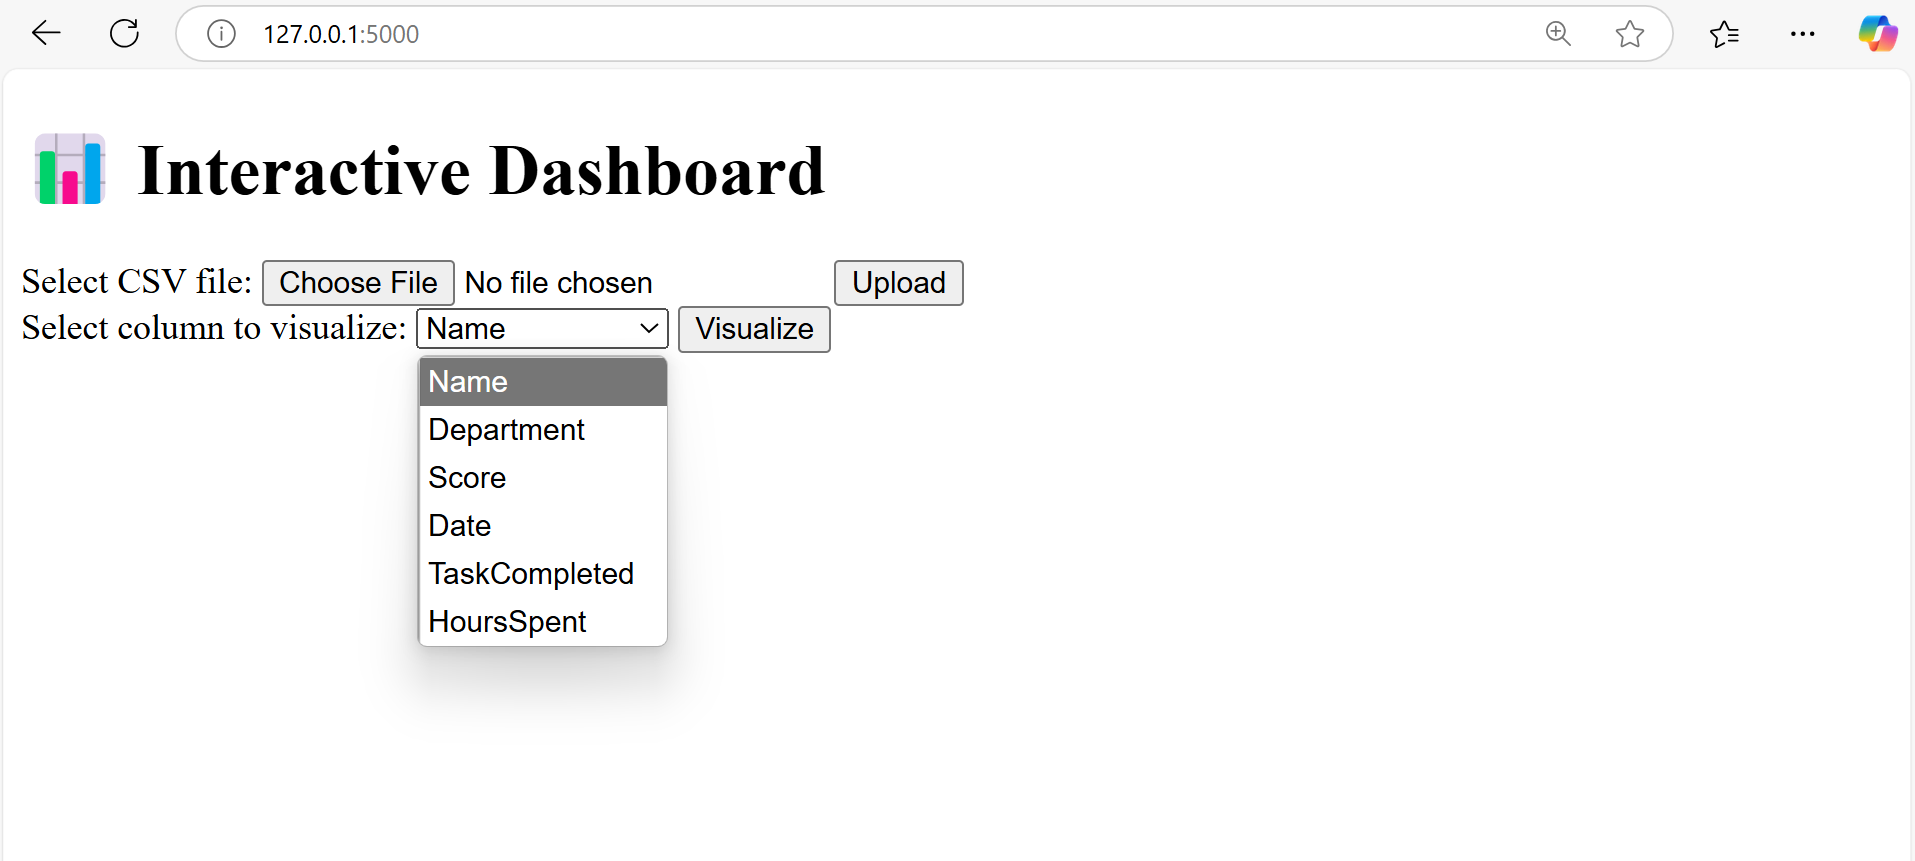 127.0.0.1:5000
Interactive Dashboard
Select CSV file: Choose File No file chosen Upload
Select column to visualize: Name Visualize
Name
Department
Score
Date
TaskCompleted
HoursSpent